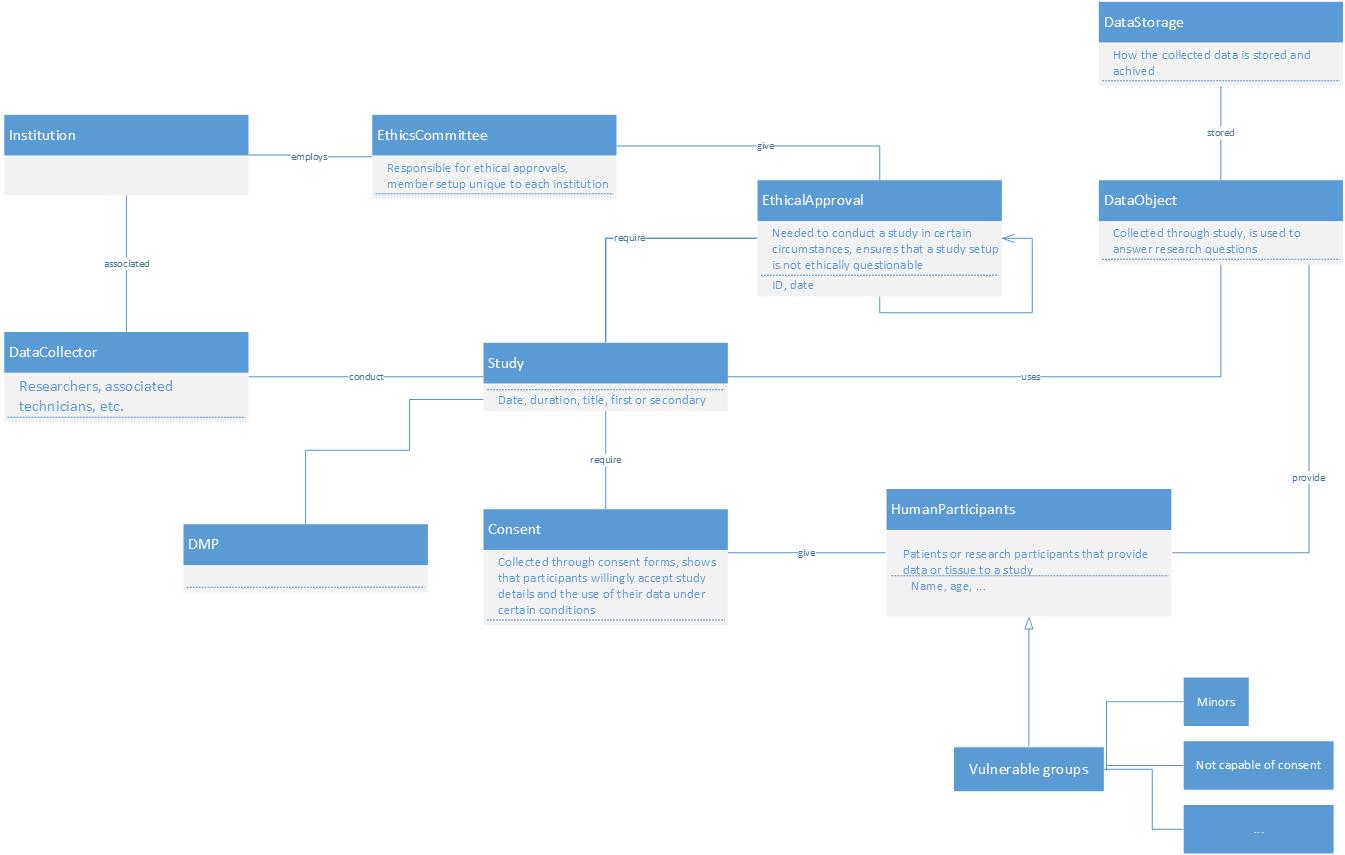 DataStorage
How the collected data is stored and
achived
stored
Institution
employs
EthicsCommittee
Responsible for ethical approvals,
member setup unique to each institution
give
EthicalApproval
Needed to conduct a study in certain
circumstances, ensures that a study setup
is not ethically questionable
ID, date
require
DataObject
Collected through study, is used to
answer research questions
associated
DataCollector
Researchers, associated
technicians, etc.
conduct
Study
Date, duration, title, first or secondary
uses
require
provide
DMP
Consent
Collected through consent forms, shows
that participants willingly accept study
details and the use of their data under
certain conditions
give
HumanParticipants
Patients or research participants that provide
data or tissue to a study
Name, age, ...
Vulnerable groups
Minors
Not capable of consent
...